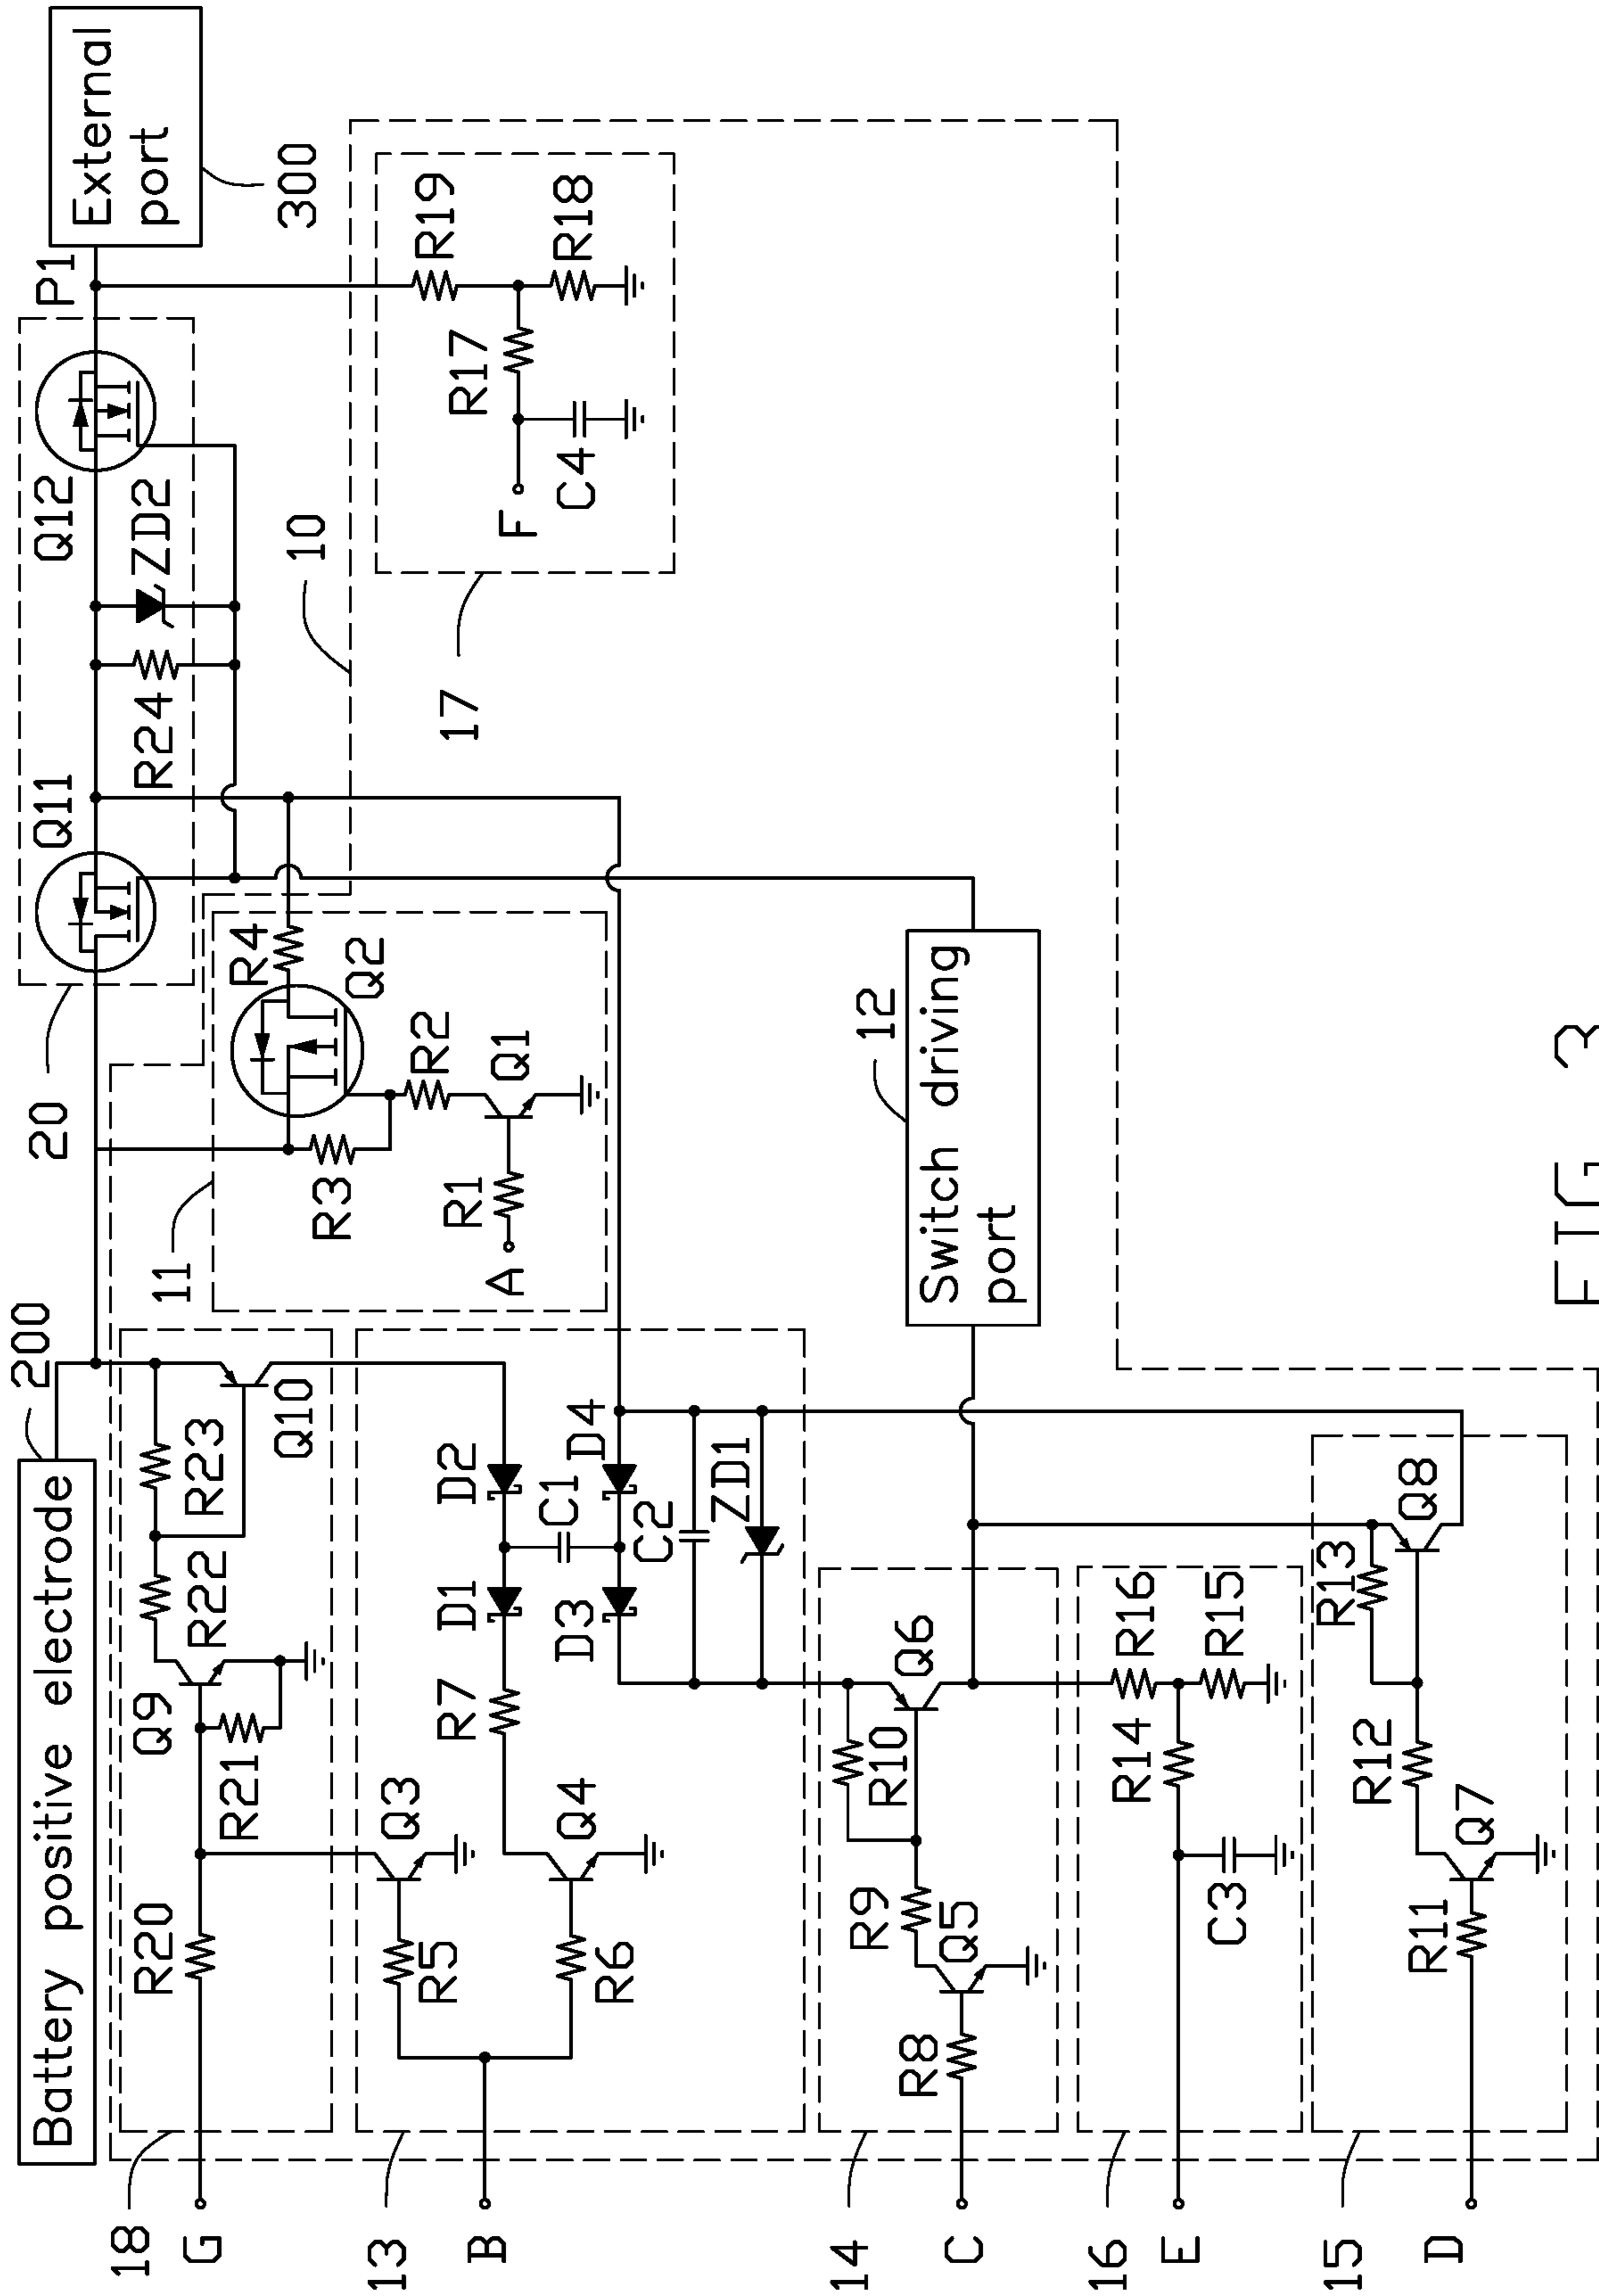 Battery positive electrode
200
20
Q11
Q12
P1
External
port
300
R24
ZD2
10
18
G
R20
R21
Q9
R22
R23
Q10
11
R3
R4
Q2
R2
R1
Q1
A
17
R17
R19
R18
C4
F
13
B
R5
Q3
R6
Q4
R7
D1
D2
C1
D3
D4
C2
ZD1
12
Switch driving
port
14
C
R8
R9
Q5
R10
Q6
16
E
C3
R14
R16
R15
15
D
R11
Q7
R12
R13
Q8
FIG 3